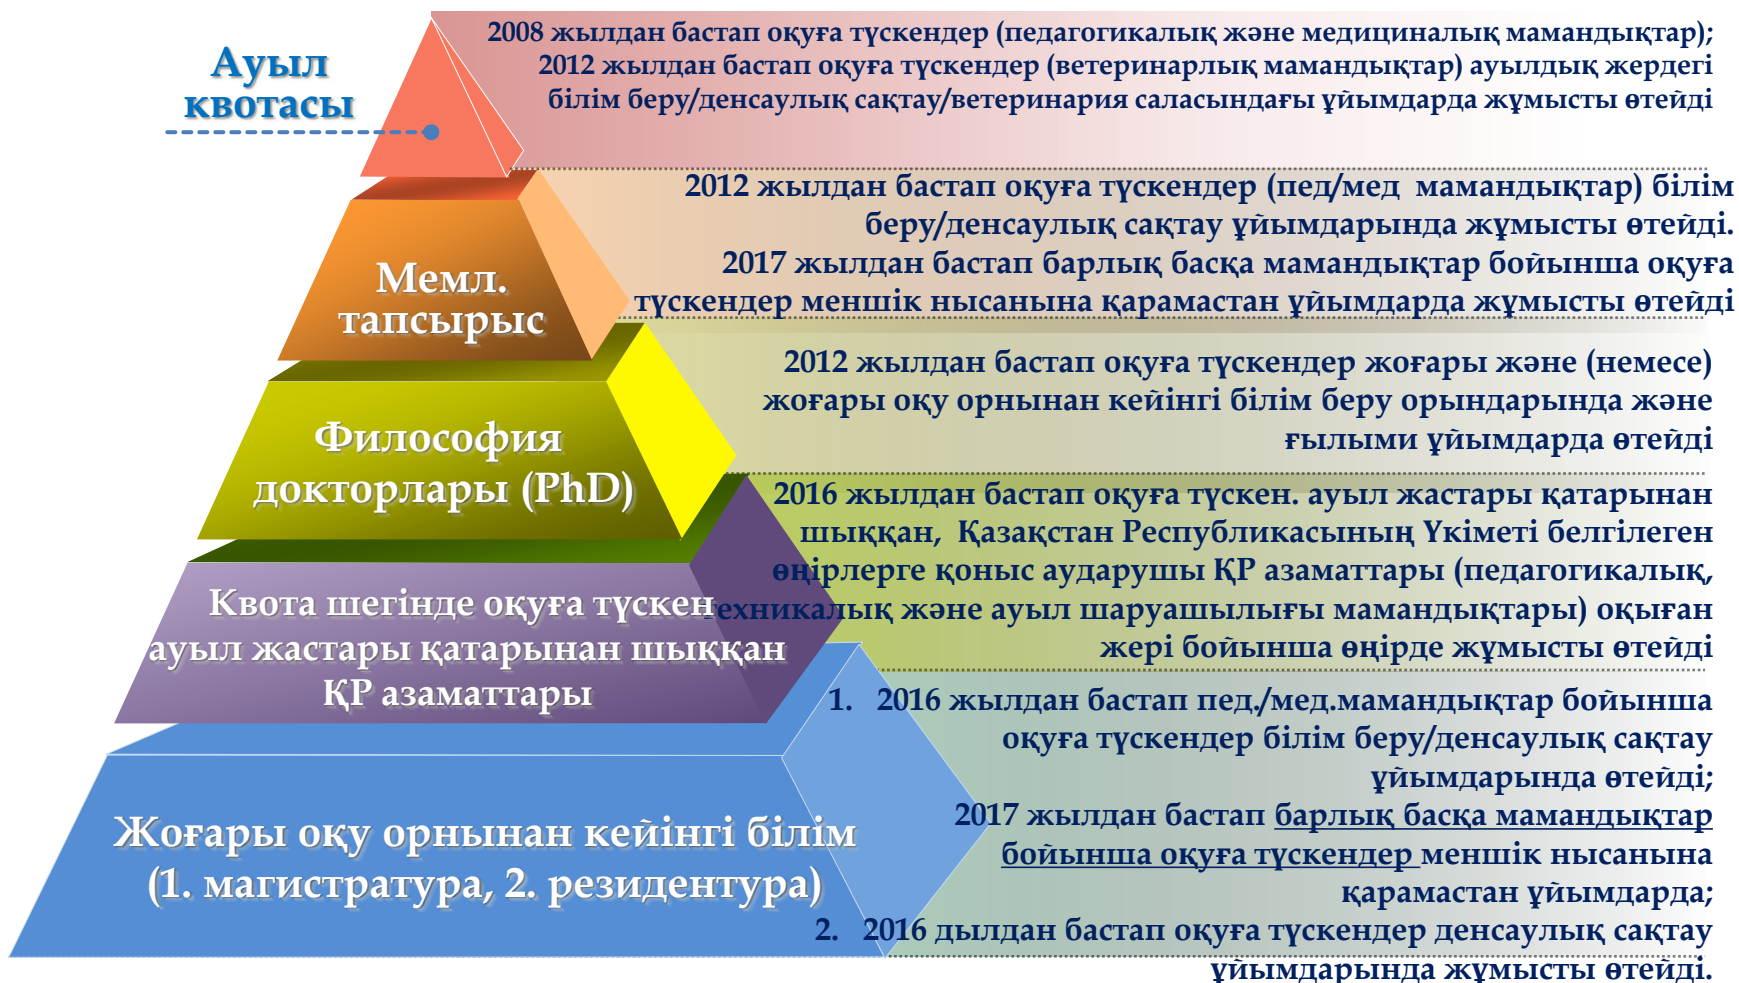 Ауыл
квотасы
2008 жылдан бастап оқуға түскендер (педагогикалық және медициналық мамандықтар);
2012 жылдан бастап оқуға түскендер (ветеринарлық мамандықтар) ауылдық жердегі
білім беру/денсаулық сақтау/ветеринария саласындағы ұйымдарда жұмысты өтейді
Мемл.
тапсырыс
2012 жылдан бастап оқуға түскендер (пед/мед  мамандықтар) білім
беру/денсаулық сақтау ұйымдарында жұмысты өтейді.
2017 жылдан бастап барлық басқа мамандықтар бойынша оқуға
түскендер меншік нысанына қарамастан ұйымдарда жұмысты өтейді
Философия
докторлары (PhD)
2012 жылдан бастап оқуға түскендер жоғары және (немесе)
жоғары оқу орнынан кейінгі білім беру орындарында және
ғылыми ұйымдарда өтейді
Квота шегінде оқуға түскен
ауыл жастары қатарынан шыққан
ҚР азаматтары
2016 жылдан бастап оқуға түскен. ауыл жастары қатарынан
шыққан,  Қазақстан Республикасының Үкіметі белгілеген
өңірлерге қоныс аударушы ҚР азаматтары (педагогикалық,
техникалық және ауыл шаруашылығы мамандықтары) оқыған
жері бойынша өңірде жұмысты өтейді
Жоғары оқу орнынан кейінгі білім
(1. магистратура, 2. резидентура)
1. 2016 жылдан бастап пед./мед.мамандықтар бойынша
оқуға түскендер білім беру/денсаулық сақтау
ұйымдарында өтейді;
2017 жылдан бастап барлық басқа мамандықтар
бойынша оқуға түскендер меншік нысанына
қарамастан ұйымдарда;
2. 2016 дылдан бастап оқуға түскендер денсаулық сақтау
ұйымдарында жұмысты өтейді.